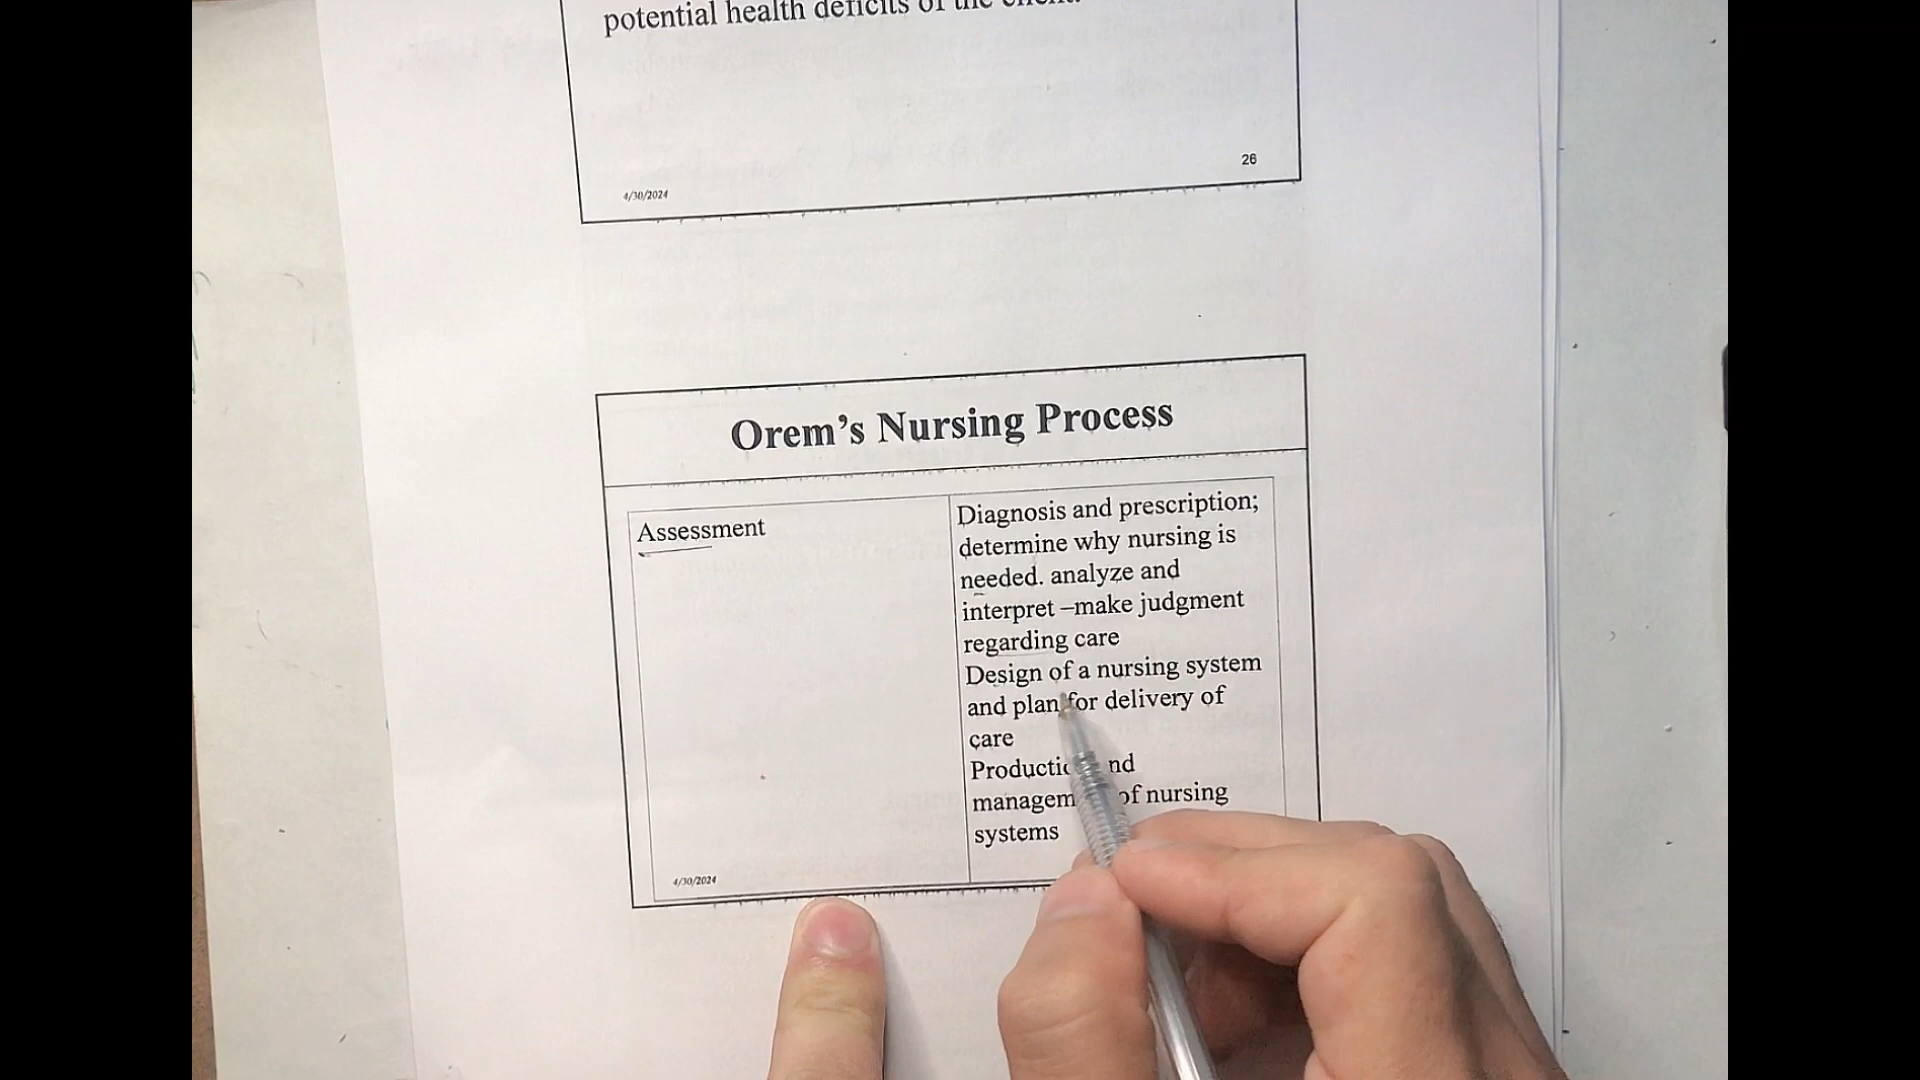 potential health deficits of the client.
26
4/30/2024
Orem’s Nursing Process
Assessment
Diagnosis and prescription;
determine why nursing is
needed. analyze and
interpret –make judgment
regarding care
Design of a nursing system
and plan for delivery of
care
nd
of nursing
systems
4/30/2024